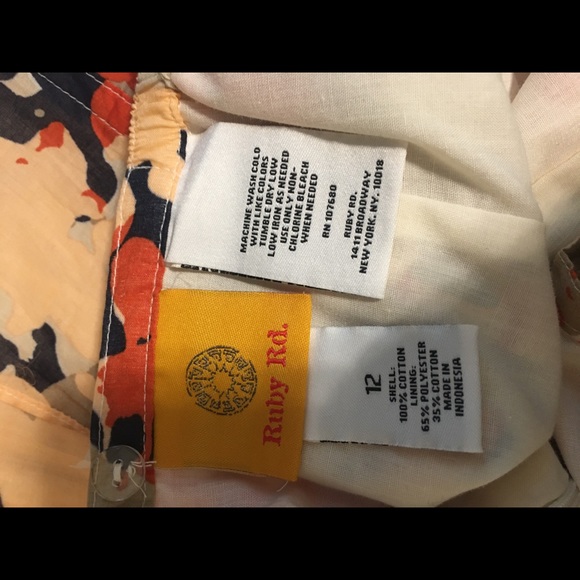 MACHINE WASH COLD
WITH LIKE COLORS
TUMBLE DRY LOW
LOW IRON AS NEEDED
USE ONLY NON-
CHLORINE BLEACH
WHEN NEEDED
RN 107680
RUBY RD.
1411 BROADWAY
NEW YORK, NY. 10018
Ruby Rd.
12
SHELL:
100% COTTON
LINING:
65% POLYESTER
35% COTTON
MADE IN
INDONESIA